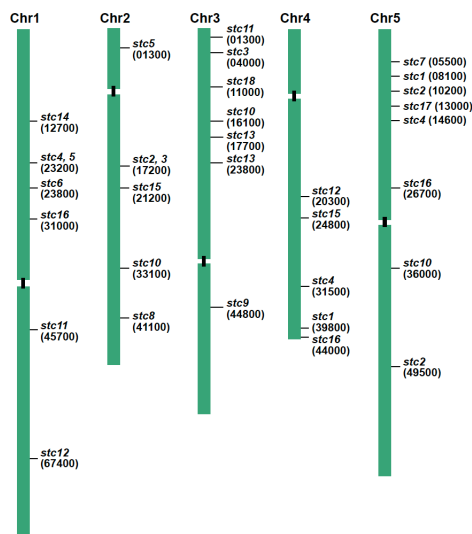 Chr1
stc14
(12700)
stc4, 5
(23200)
stc6
(23800)
stc16
(31000)
stc11
(45700)
stc12
(67400)
Chr2
stc5
(01300)
stc2, 3
(17200)
stc15
(21200)
stc10
(33100)
stc8
(41100)
Chr3
stc11
(01300)
stc3
(04000)
stc18
(11000)
stc10
(16100)
stc13
(17700)
stc13
(23800)
stc9
(44800)
Chr4
stc12
(20300)
stc15
(24800)
stc4
(31500)
stc1
(39800)
stc16
(44000)
Chr5
stc7 (05500)
stc1 (08100)
stc2 (10200)
stc17 (13000)
stc4 (14600)
stc16
(26700)
stc10
(36000)
stc2
(49500)